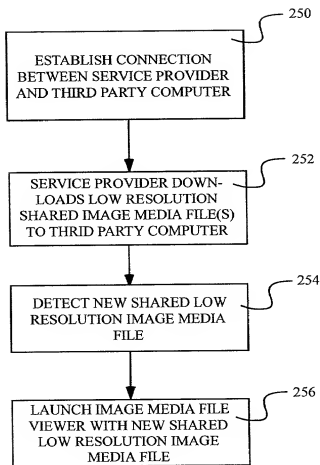 250
ESTABLISH CONNECTION
BETWEEN SERVICE PROVIDER
AND THIRD PARTY COMPUTER
252
SERVICE PROVIDER DOWN-
LOADS LOW RESOLUTION
SHARED IMAGE MEDIA FILE(S)
TO THRID PARTY COMPUTER
254
DETECT NEW SHARED LOW
RESOLUTION IMAGE MEDIA
FILE
256
LAUNCH IMAGE MEDIA FILE
VIEWER WITH NEW SHARED
LOW RESOLUTION IMAGE
MEDIA FILE